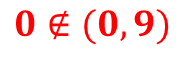 0 ∉ (0, 9)